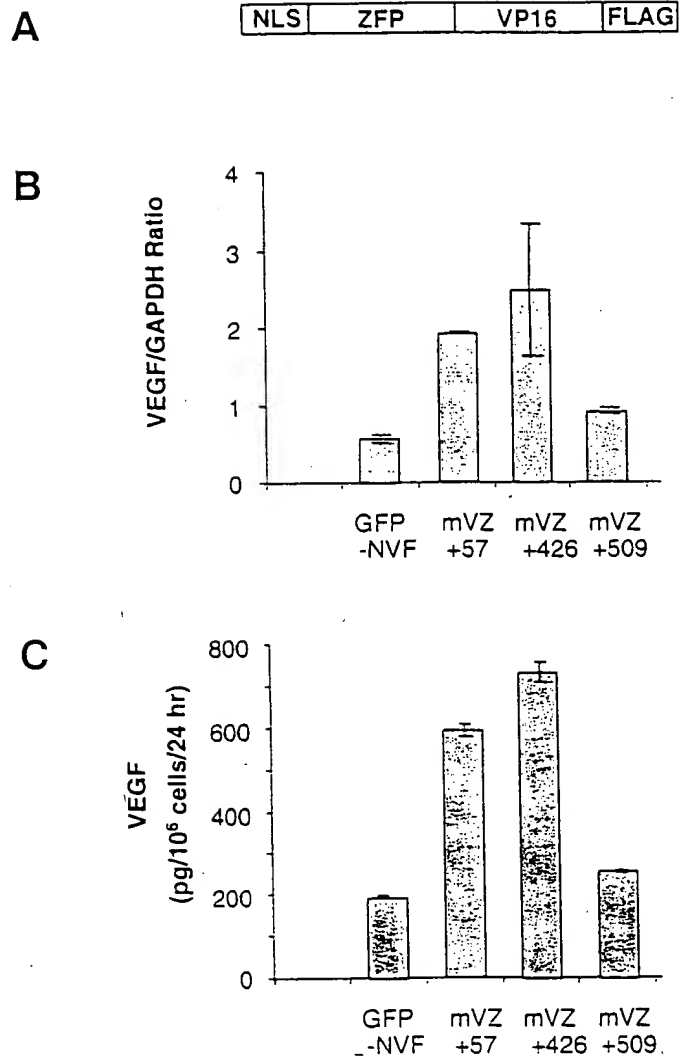 A
NLS ZFP VP16 FLAG
B
VEGF/GAPDH Ratio
4
3
2
1
0
GFP mVZ mVZ mVZ
-NVF +57 +426 +509
C
VEGF
(pg/10⁶ cells/24 hr)
800
600
400
200
0
GFP mVZ mVZ mVZ
-NVF +57 +426 +509